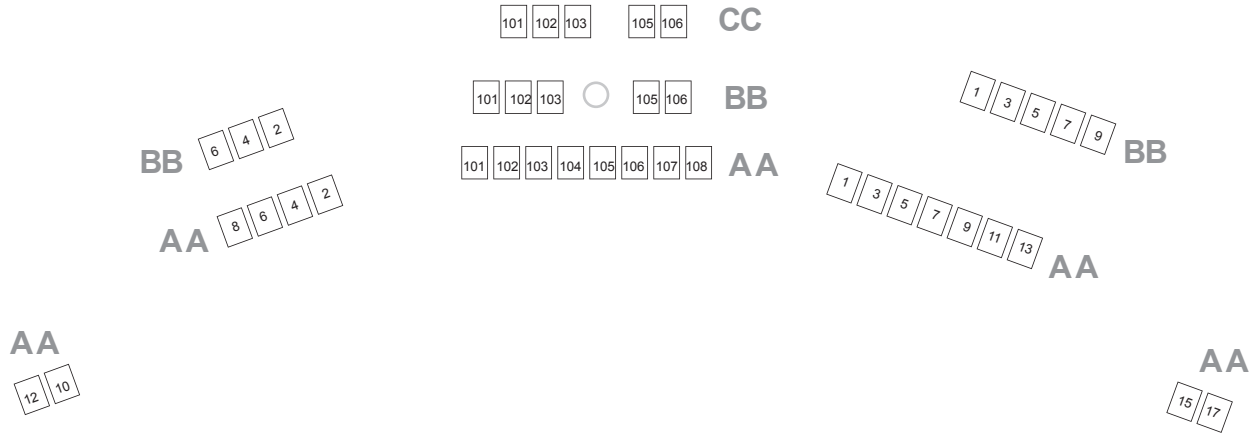 101 102 103 105 106 CC
101 102 103 105 106 BB
BB 6 4 2
1 3 5 7 9 BB
101 102 103 104 105 106 107 108 AA
AA 8 6 4 2
1 3 5 7 9 11 13 AA
AA
12 10
AA
15 17